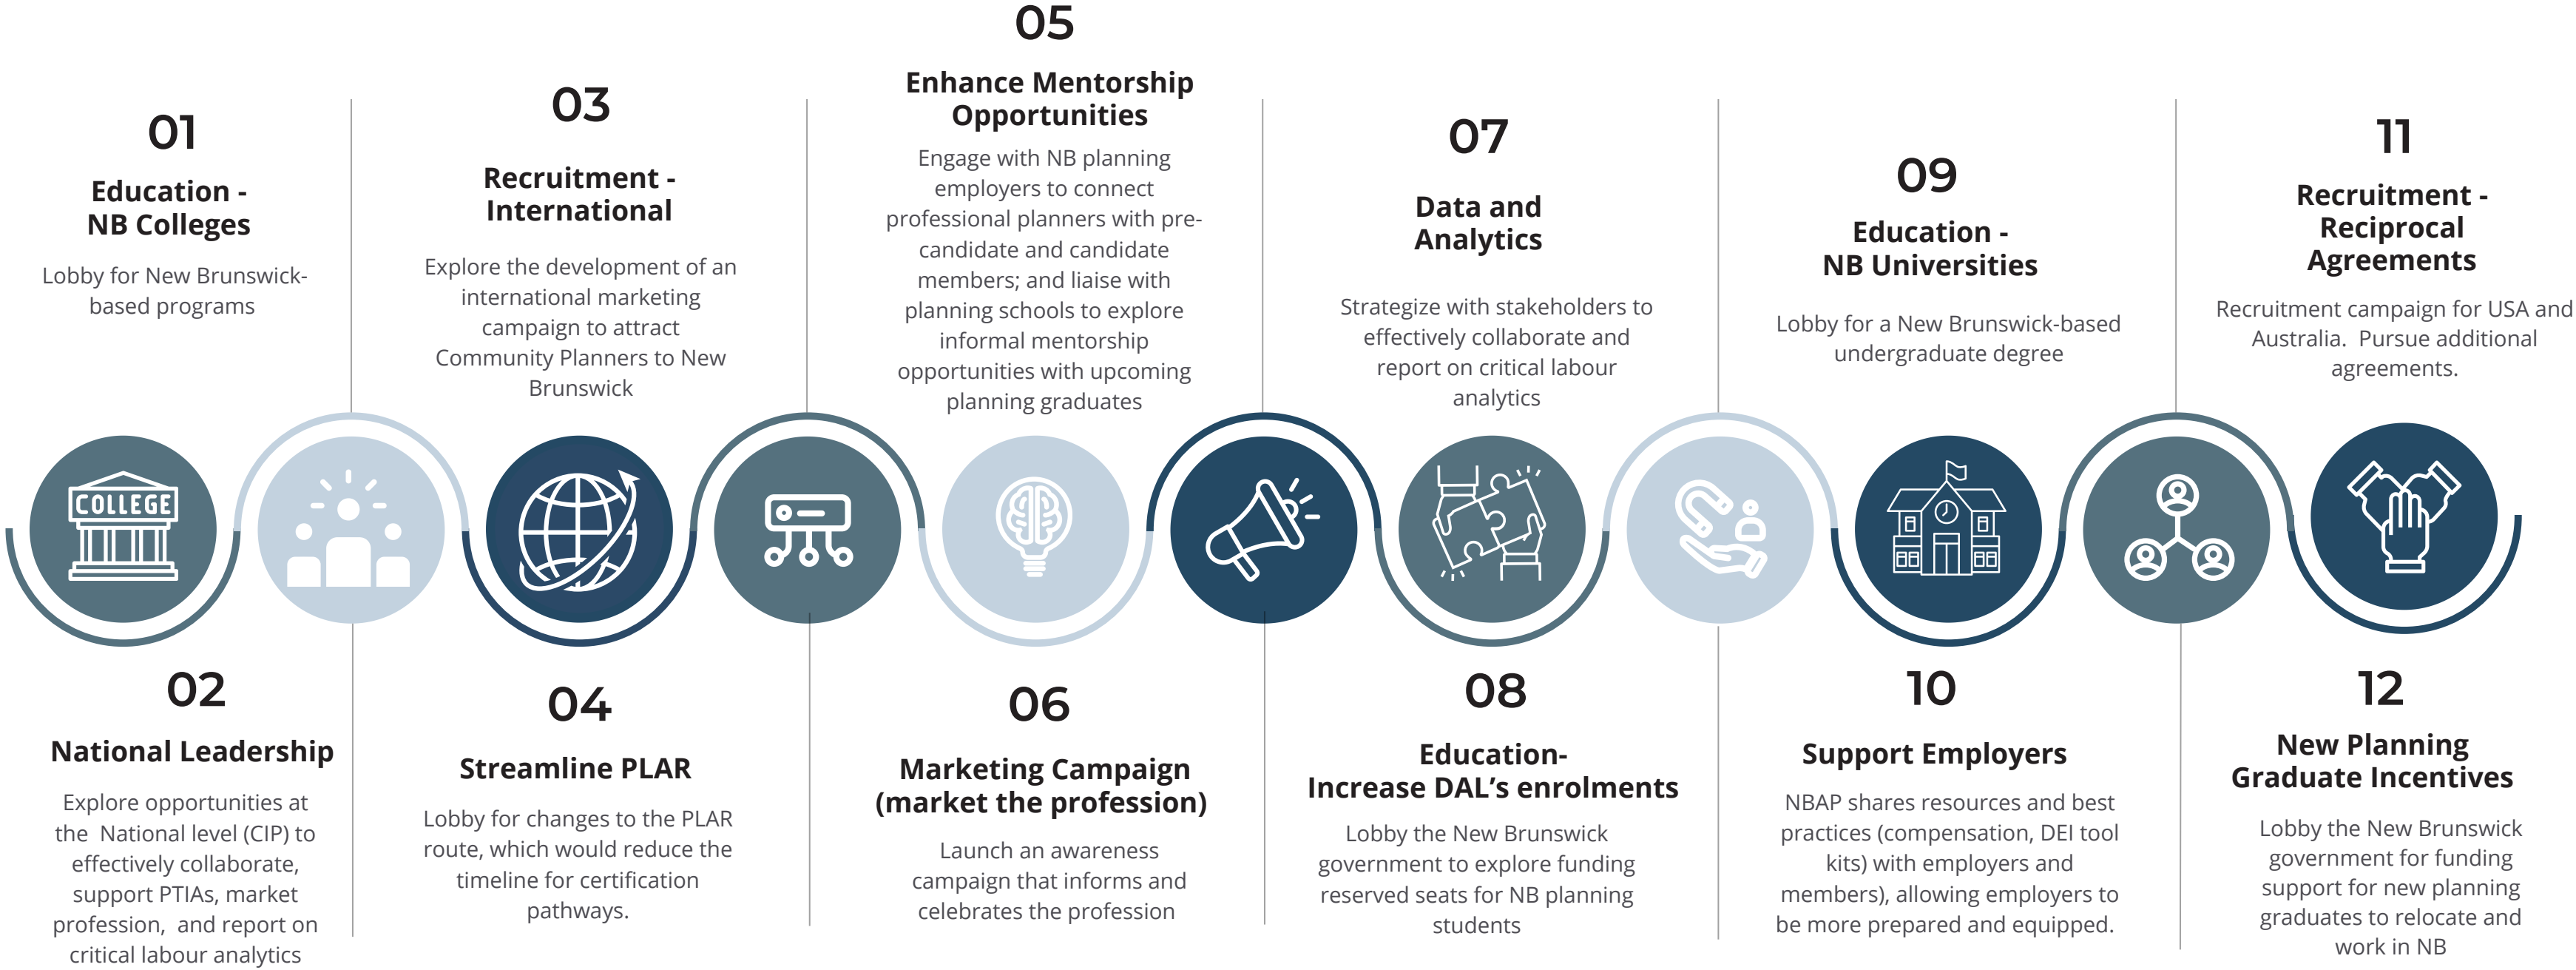 01
Education -
NB Colleges
Lobby for New Brunswick-
based programs
02
National Leadership
Explore opportunities at
the National level (CIP) to
effectively collaborate,
support PTIAs, market
profession, and report on
critical labour analytics
03
Recruitment -
International
Explore the development of an
international marketing
campaign to attract
Community Planners to New
Brunswick
04
Streamline PLAR
Lobby for changes to the PLAR
route, which would reduce the
timeline for certification
pathways.
05
Enhance Mentorship
Opportunities
Engage with NB planning
employers to connect
professional planners with pre-
candidate and candidate
members; and liaise with
planning schools to explore
informal mentorship
opportunities with upcoming
planning graduates
06
Marketing Campaign
(market the profession)
Launch an awareness
campaign that informs and
celebrates the profession
07
Data and
Analytics
Strategize with stakeholders to
effectively collaborate and
report on critical labour
analytics
08
Education-
Increase DAL’s enrolments
Lobby the New Brunswick
government to explore funding
reserved seats for NB planning
students
09
Education -
NB Universities
Lobby for a New Brunswick-based
undergraduate degree
10
Support Employers
NBAP shares resources and best
practices (compensation, DEI tool
kits) with employers and
members), allowing employers to
be more prepared and equipped.
11
Recruitment -
Reciprocal
Agreements
Recruitment campaign for USA and
Australia. Pursue additional
agreements.
12
New Planning
Graduate Incentives
Lobby the New Brunswick
government for funding
support for new planning
graduates to relocate and
work in NB
COLLEGE